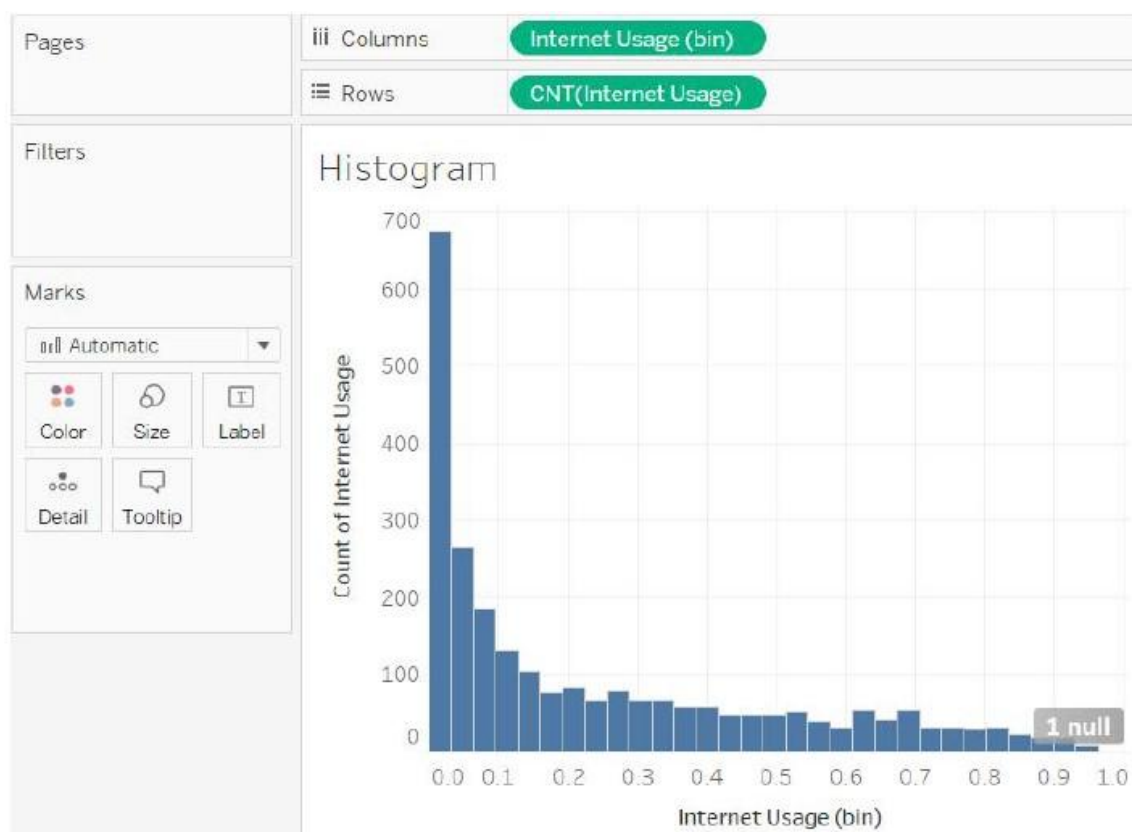 Pages
iii Columns
Internet Usage (bin)
Rows
CNT(Internet Usage)
Filters
Histogram
Marks
Automatic
Color
Size
T
Label
Detail
Tooltip
Count of Internet Usage
700
600
500
400
300
200
100
0
1 null
0.0 0.1 0.2 0.3 0.4 0.5 0.6 0.7 0.8 0.9 1.0
Internet Usage (bin)